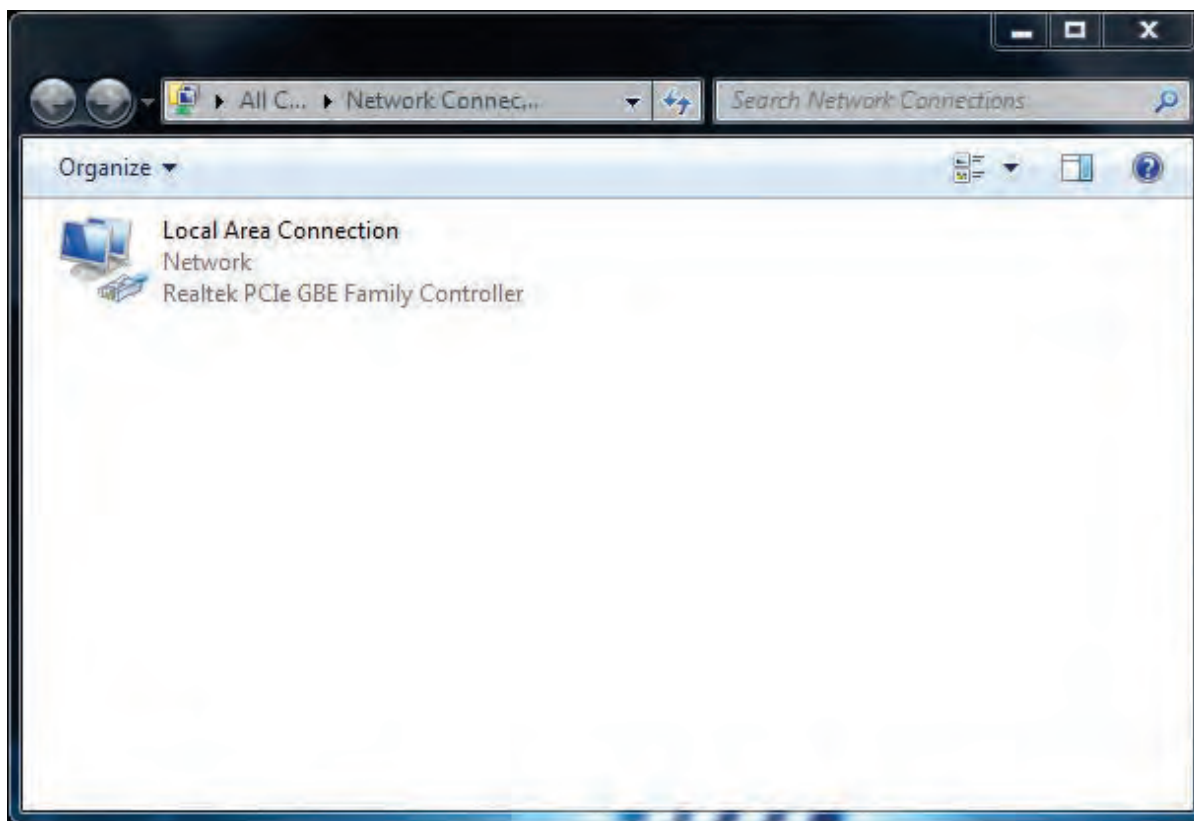 All C... Network Connec... Search Network Connections
Organize
Local Area Connection
Network
Realtek PCIe GBE Family Controller